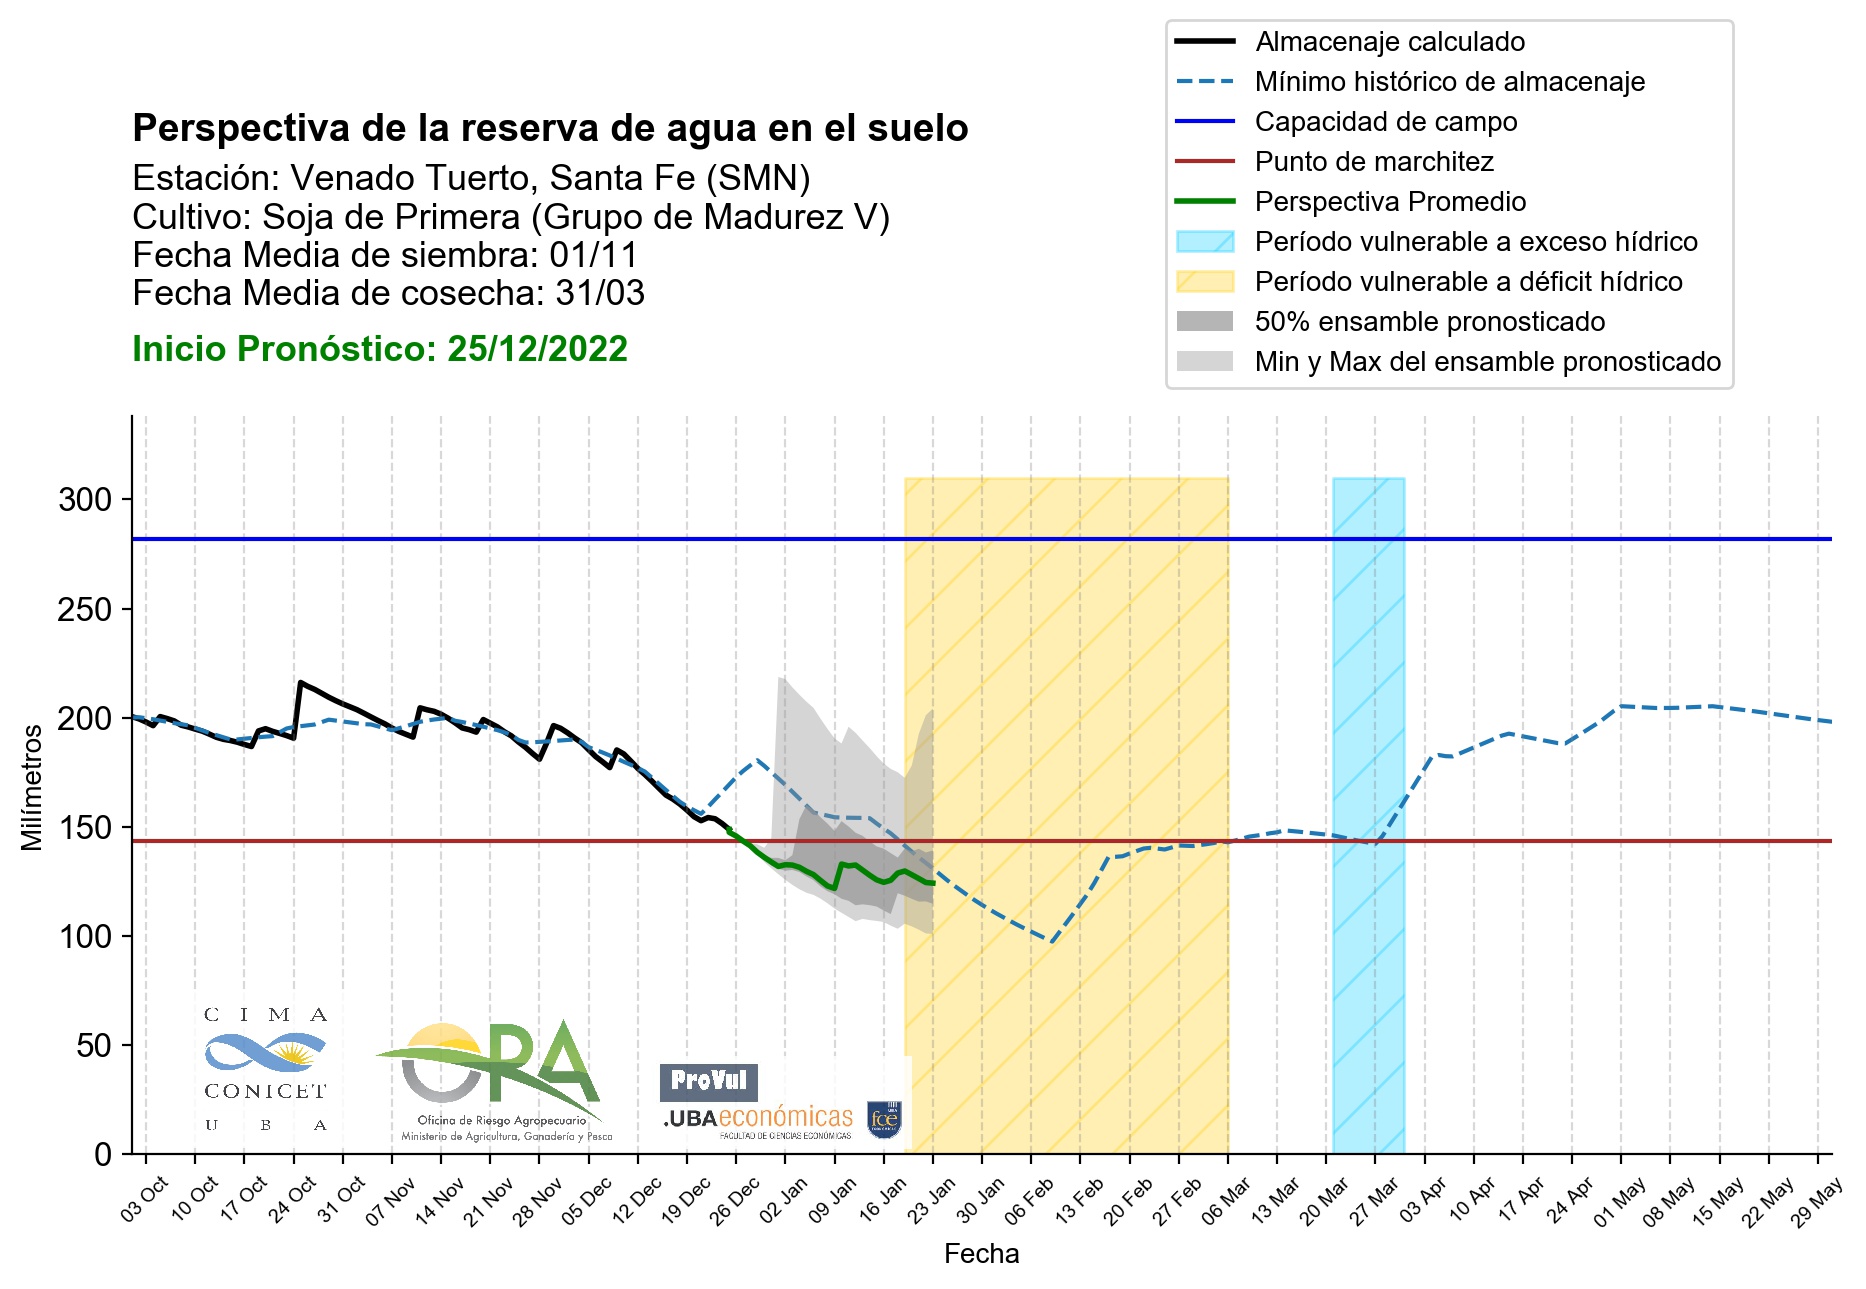 Almacenaje calculado
Mínimo histórico de almacenaje
Capacidad de campo
Punto de marchitez
Perspectiva Promedio
Período vulnerable a exceso hídrico
Período vulnerable a déficit hídrico
50% ensamble pronosticado
Min y Max del ensamble pronosticado
Perspectiva de la reserva de agua en el suelo
Estación: Venado Tuerto, Santa Fe (SMN)
Cultivo: Soja de Primera (Grupo de Madurez V)
Fecha Media de siembra: 01/11
Fecha Media de cosecha: 31/03
Inicio Pronóstico: 25/12/2022
300
250
200
150
100
50
0
Milímetros
C I M A
CONICET
U B A
ORA
Oficina de Riesgo Agropecuario
Ministerio de Agricultura, Ganadería y Pesca
ProVul
.UBAeconómicas
FACULTAD DE CIENCIAS ECONÓMICAS
UBA
fce
ECONÓMICAS
03 Oct
10 Oct
17 Oct
24 Oct
31 Oct
07 Nov
14 Nov
21 Nov
28 Nov
05 Dec
12 Dec
19 Dec
26 Dec
02 Jan
09 Jan
16 Jan
23 Jan
30 Jan
06 Feb
13 Feb
20 Feb
27 Feb
06 Mar
13 Mar
20 Mar
27 Mar
03 Apr
10 Apr
17 Apr
24 Apr
01 May
08 May
15 May
22 May
29 May
Fecha